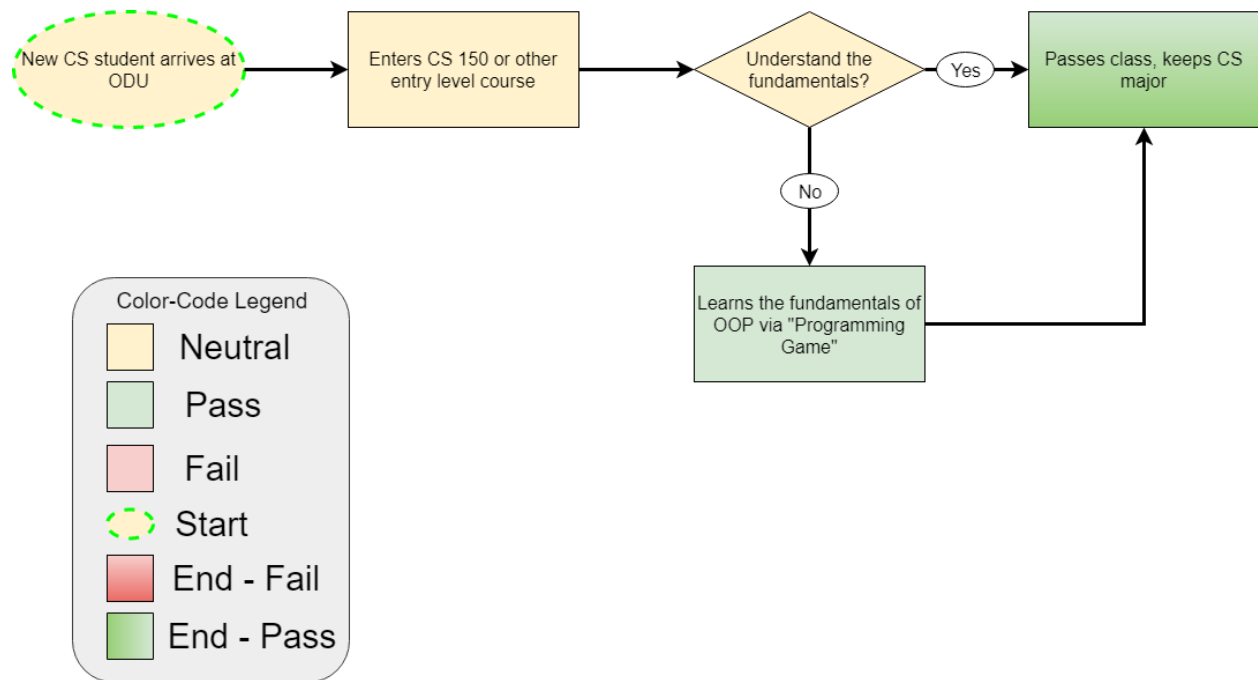 New CS student arrives at
ODU
Enters CS 150 or other
entry level course
Understand the
fundamentals?
Yes
Passes class, keeps CS
major
No
Learns the fundamentals of
OOP via "Programming
Game"
Color-Code Legend
Neutral
Pass
Fail
Start
End - Fail
End - Pass